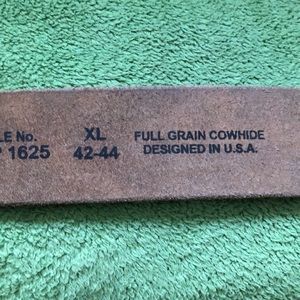 LE No. XL FULL GRAIN COWHIDE
1625 42-44 DESIGNED IN U.S.A.